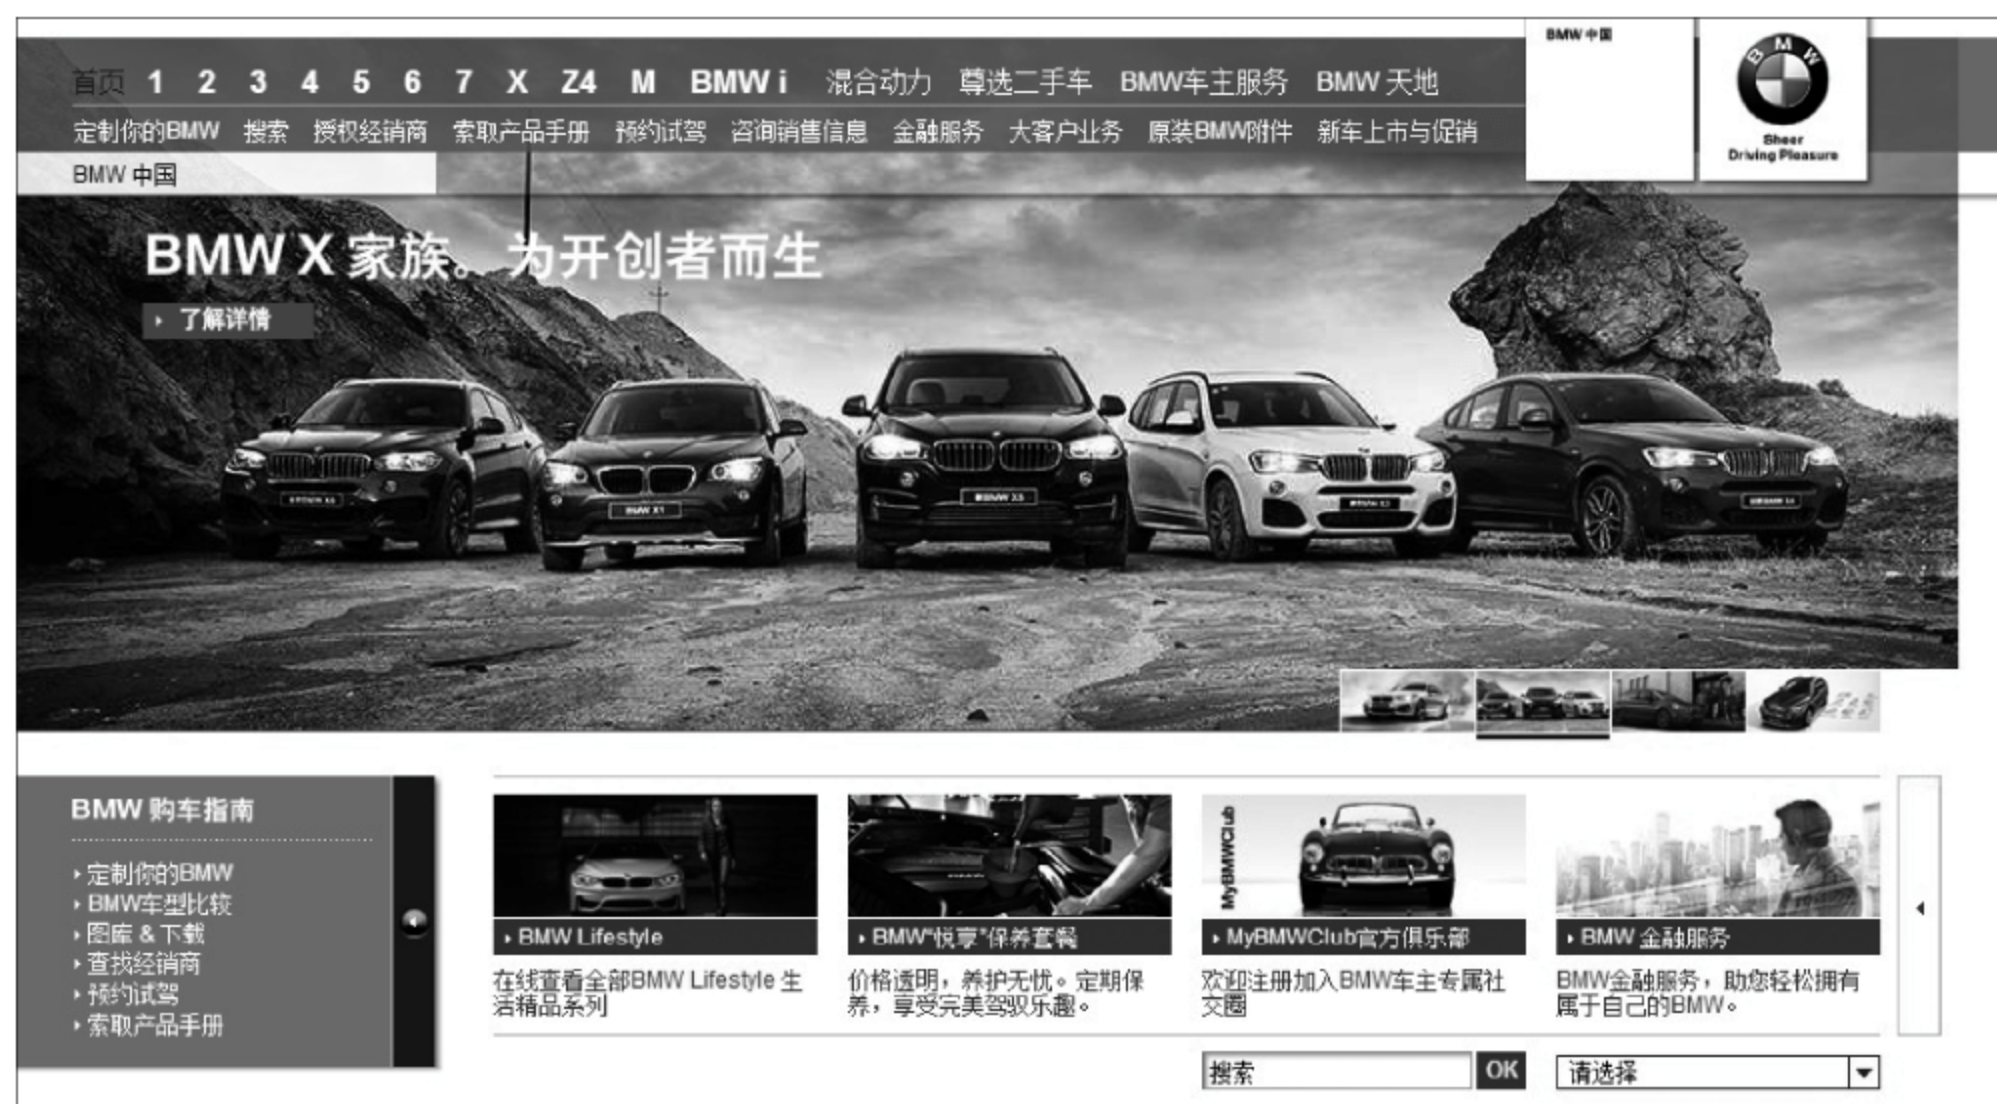 BMW 中国
首页 1 2 3 4 5 6 7 X Z4 M BMW i 混合动力 尊选二手车 BMW车主服务 BMW 天地
BMW
Sheer
Driving Pleasure
定制你的BMW 搜索 授权经销商 索取产品手册 预约试驾 咨询销售信息 金融服务 大客户业务 原装BMW附件 新车上市与促销
BMW 中国
BMW X 家族。为开创者而生
了解详情
BMW X1
BMW 购车指南
定制你的BMW
BMW车型比较
图库 & 下载
查找经销商
预约试驾
索取产品手册
BMW Lifestyle
在线查看全部BMW Lifestyle 生
活精品系列
BMW“悦享”保养套餐
价格透明，养护无忧。定期保
养，享受完美驾驭乐趣。
MyBMWClub
MyBMWClub官方俱乐部
欢迎注册加入BMW车主专属社
交圈
BMW 金融服务
BMW金融服务，助您轻松拥有
属于自己的BMW。
搜索 OK 请选择